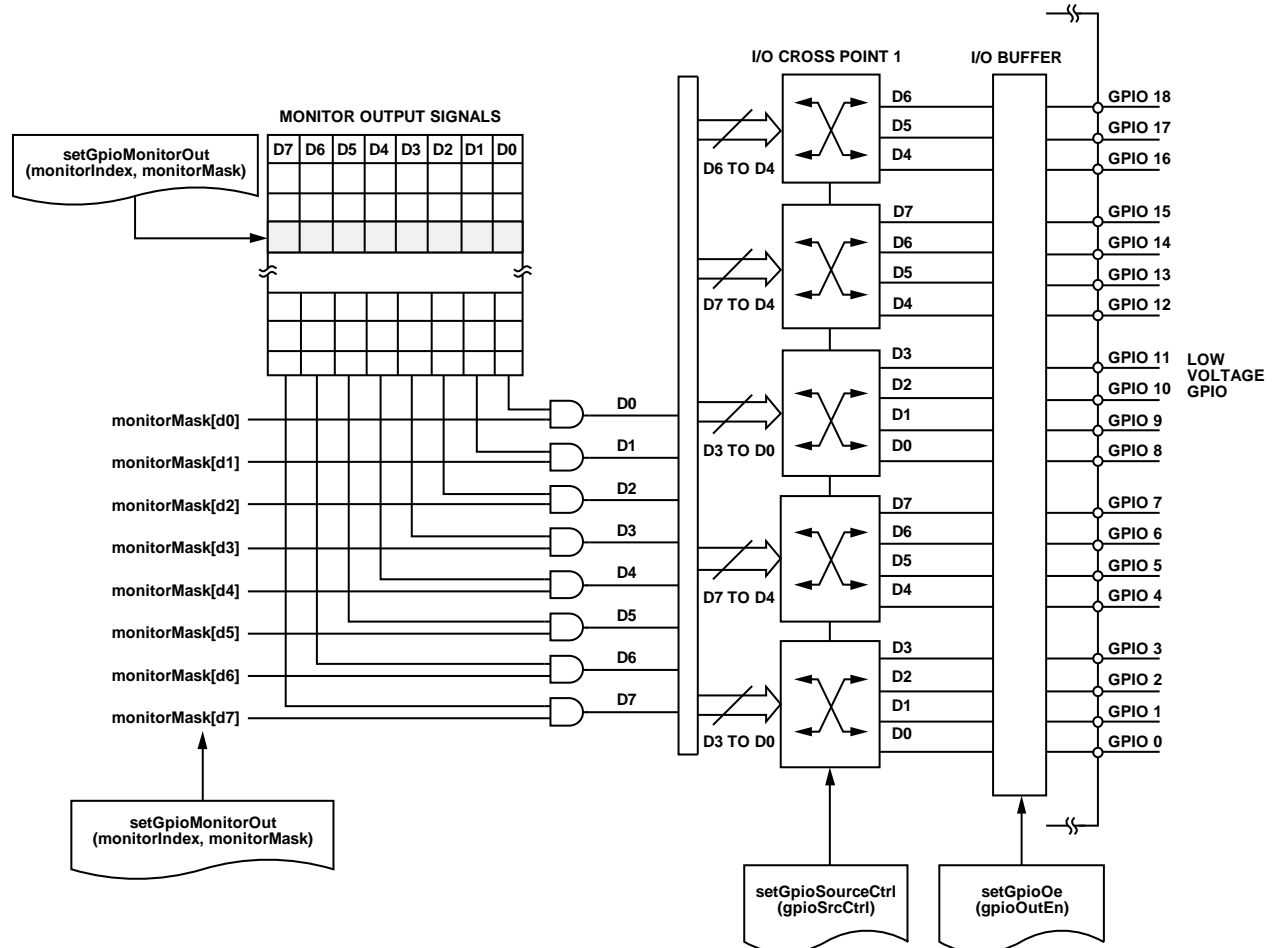 I/O CROSS POINT 1
I/O BUFFER
MONITOR OUTPUT SIGNALS
D7 D6 D5 D4 D3 D2 D1 D0
setGpioMonitorOut
(monitorIndex, monitorMask)
D6 TO D4
D6
D5
D4
GPIO 18
GPIO 17
GPIO 16
D7 TO D4
D7
D6
D5
D4
GPIO 15
GPIO 14
GPIO 13
GPIO 12
D3 TO D0
D3
D2
D1
D0
GPIO 11
GPIO 10
GPIO 9
GPIO 8
LOW
VOLTAGE
GPIO
D7 TO D4
D7
D6
D5
D4
GPIO 7
GPIO 6
GPIO 5
GPIO 4
D3 TO D0
D3
D2
D1
D0
GPIO 3
GPIO 2
GPIO 1
GPIO 0
monitorMask[d0]
D0
monitorMask[d1]
D1
monitorMask[d2]
D2
monitorMask[d3]
D3
monitorMask[d4]
D4
monitorMask[d5]
D5
monitorMask[d6]
D6
monitorMask[d7]
D7
setGpioMonitorOut
(monitorIndex, monitorMask)
setGpioSourceCtrl
(gpioSrcCtrl)
setGpioOe
(gpioOutEn)